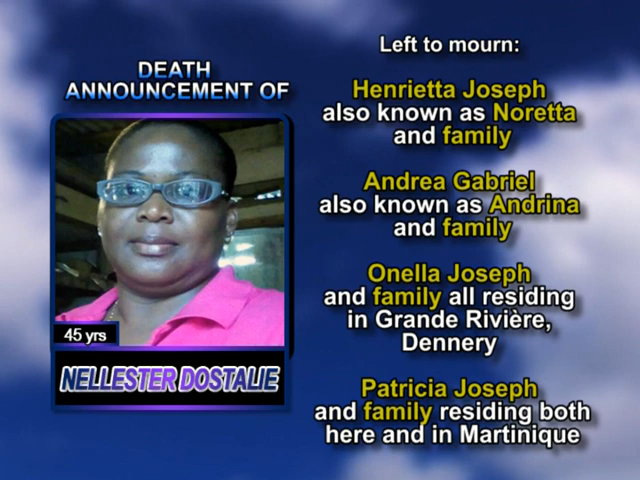 DEATH
ANNOUNCEMENT OF
45 yrs
NELLESTER DOSTALIE
Left to mourn:
Henrietta Joseph
also known as Noretta
and family
Andrea Gabriel
also known as Andrina
and family
Onella Joseph
and family all residing
in Grande Rivière,
Dennery
Patricia Joseph
and family residing both
here and in Martinique